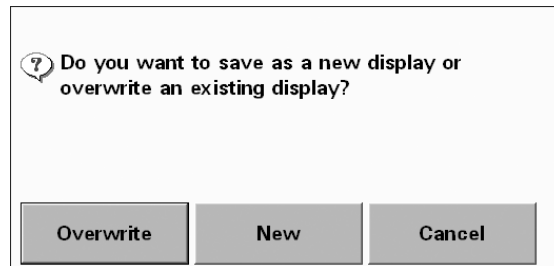 Do you want to save as a new display or
overwrite an existing display?
Overwrite New Cancel